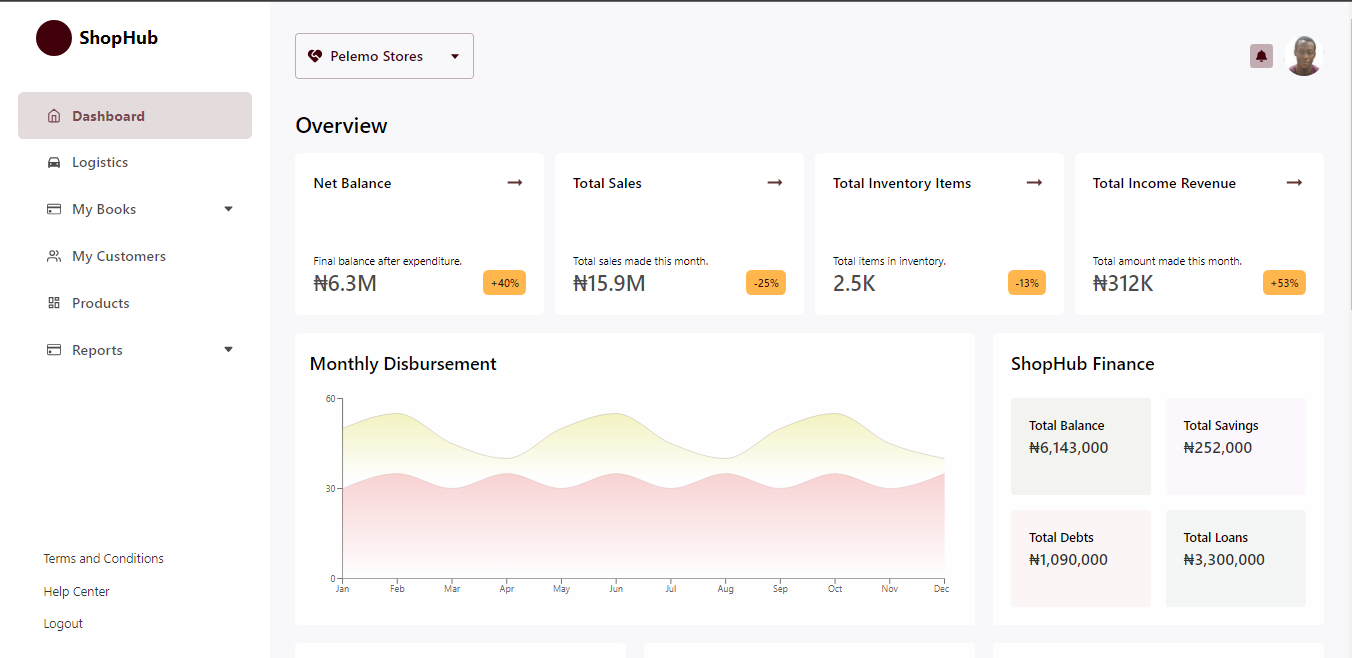 ShopHub
Dashboard
Logistics
My Books
My Customers
Products
Reports
Terms and Conditions
Help Center
Logout
Pelemo Stores
Overview
Net Balance
Final balance after expenditure.
₦6.3M
+40%
Total Sales
Total sales made this month.
₦15.9M
-25%
Total Inventory Items
Total items in inventory.
2.5K
-13%
Total Income Revenue
Total amount made this month.
₦312K
+53%
Monthly Disbursement
60
30
0
Jan Feb Mar Apr May Jun Jul Aug Sep Oct Nov Dec
ShopHub Finance
Total Balance
₦6,143,000
Total Savings
₦252,000
Total Debts
₦1,090,000
Total Loans
₦3,300,000